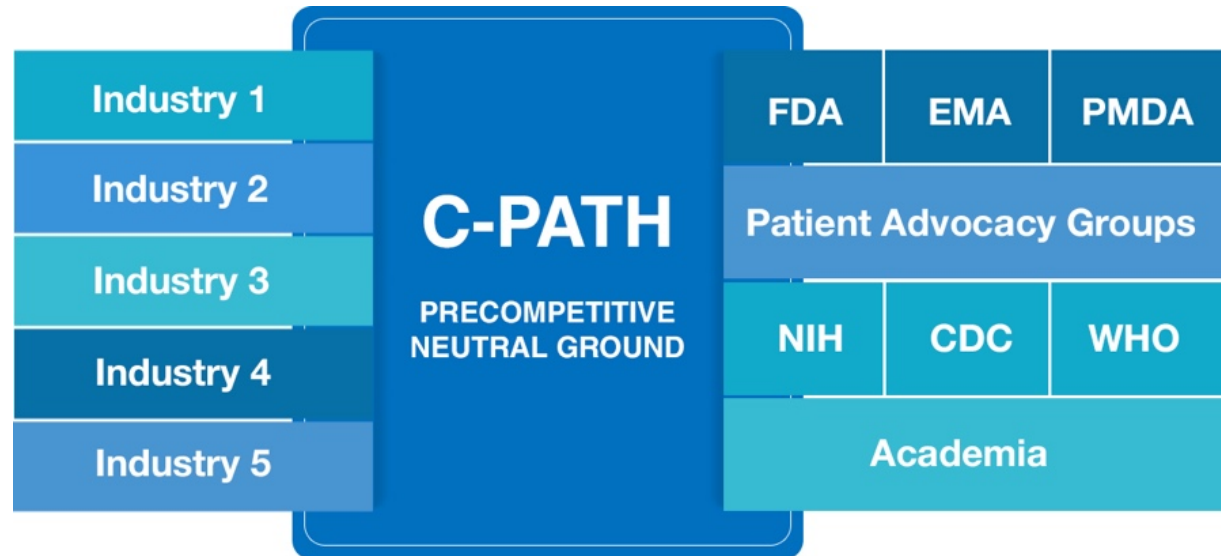 Industry 1
Industry 2
Industry 3
Industry 4
Industry 5
C-PATH
PRECOMPETITIVE
NEUTRAL GROUND
FDA
EMA
PMDA
Patient Advocacy Groups
NIH
CDC
WHO
Academia